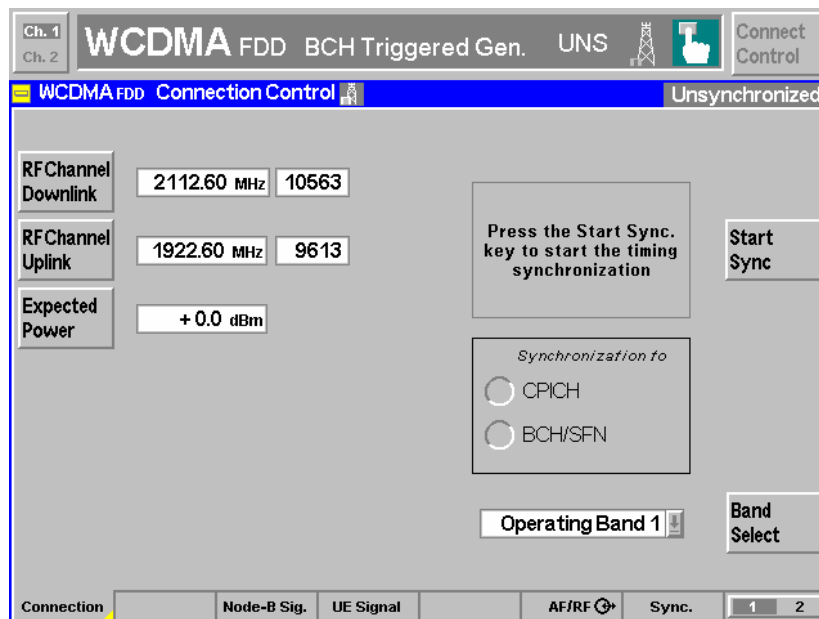 Ch. 1
Ch. 2
WCDMA FDD BCH Triggered Gen. UNS
Connect
Control
WCDMA FDD Connection Control
Unsynchronized
RF Channel
Downlink
2112.60 MHz 10563
RF Channel
Uplink
1922.60 MHz 9613
Expected
Power
+ 0.0 dBm
Press the Start Sync.
key to start the timing
synchronization
Start
Sync
Synchronization to
CPICH
BCH/SFN
Operating Band 1
Band
Select
Connection Node-B Sig. UE Signal AF/RF Sync. 1 2